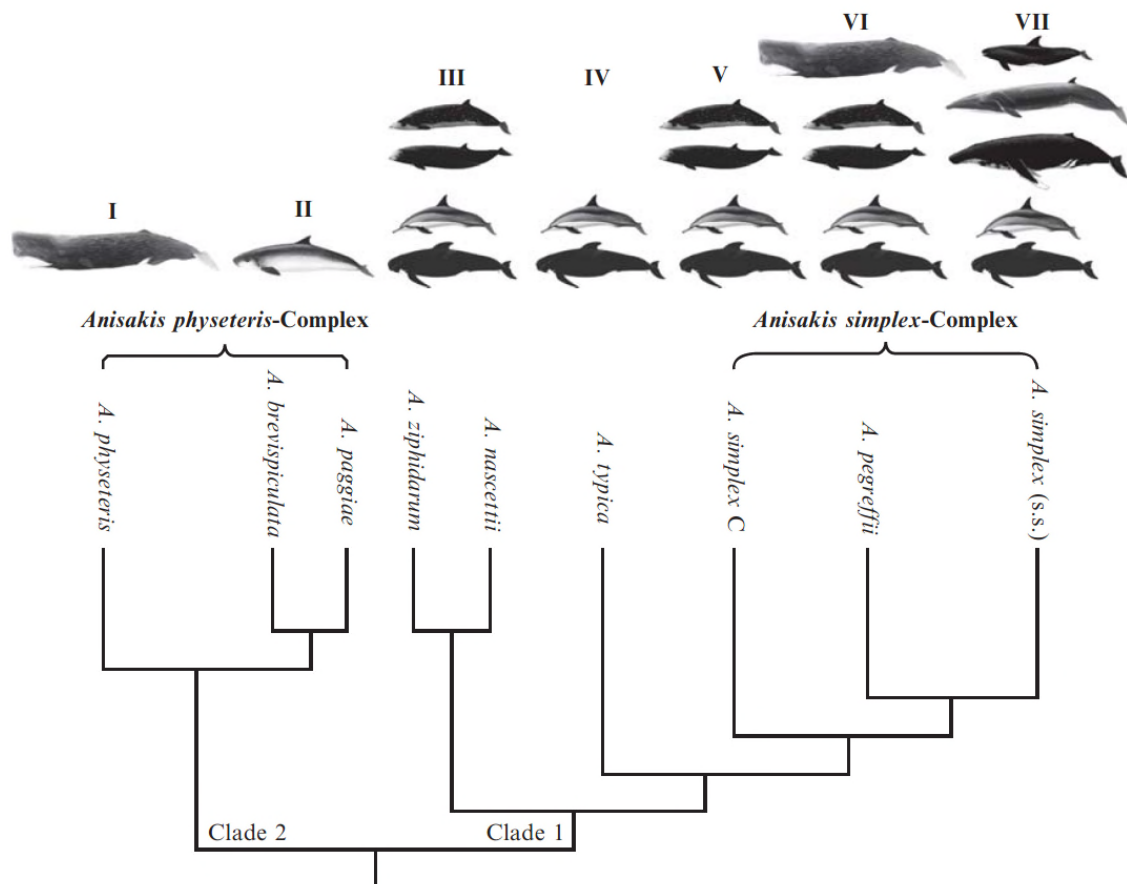 VI
VII
III
IV
V
I
II
Anisakis physeteris-Complex
Anisakis simplex-Complex
A. physeteris
A. brevispiculata
A. paggiae
A. ziphidarum
A. nascettii
A. typica
A. simplex C
A. pegreffii
A. simplex (s.s.)
Clade 2
Clade 1